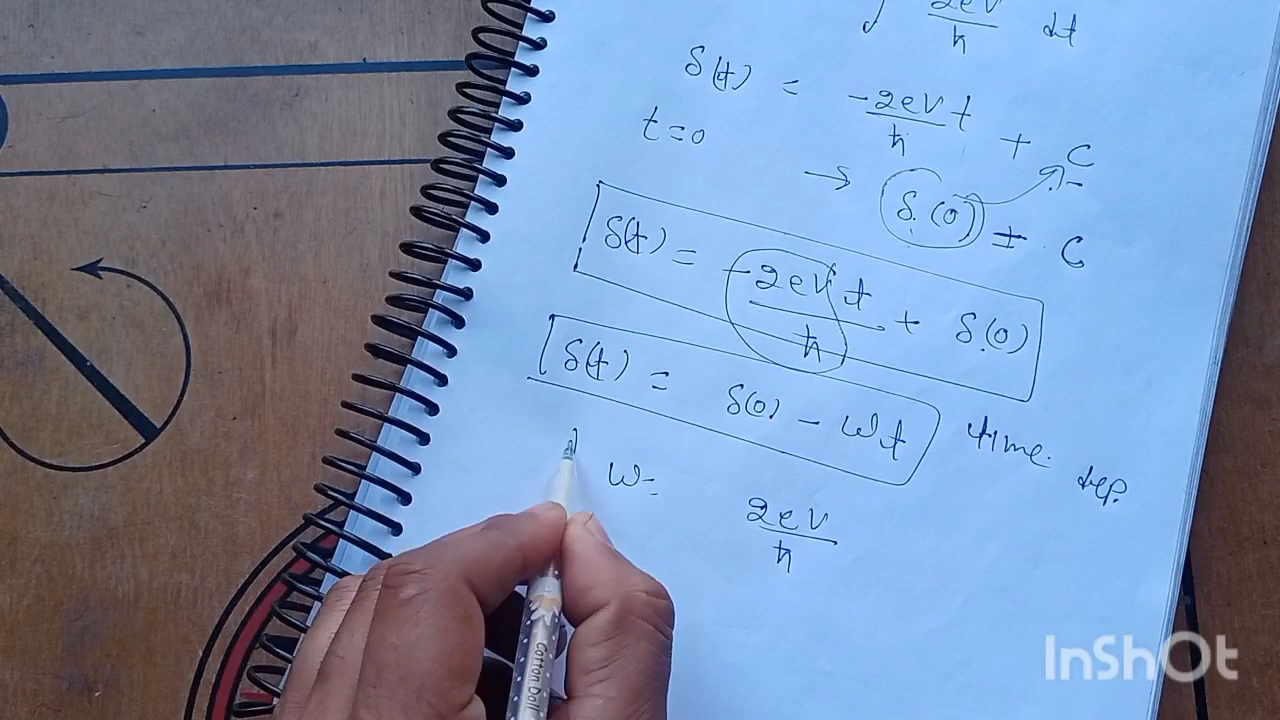 ∫ 2eV/ħ dt
δ(t) = -2eV/ħ t + C
t=0 → δ(0) = C
δ(t) = -2eV t/ħ + δ(0)
δ(t) = δ(0) - ωt time dep.
ω= 2eV/ħ
Cotton Doll
InShOt